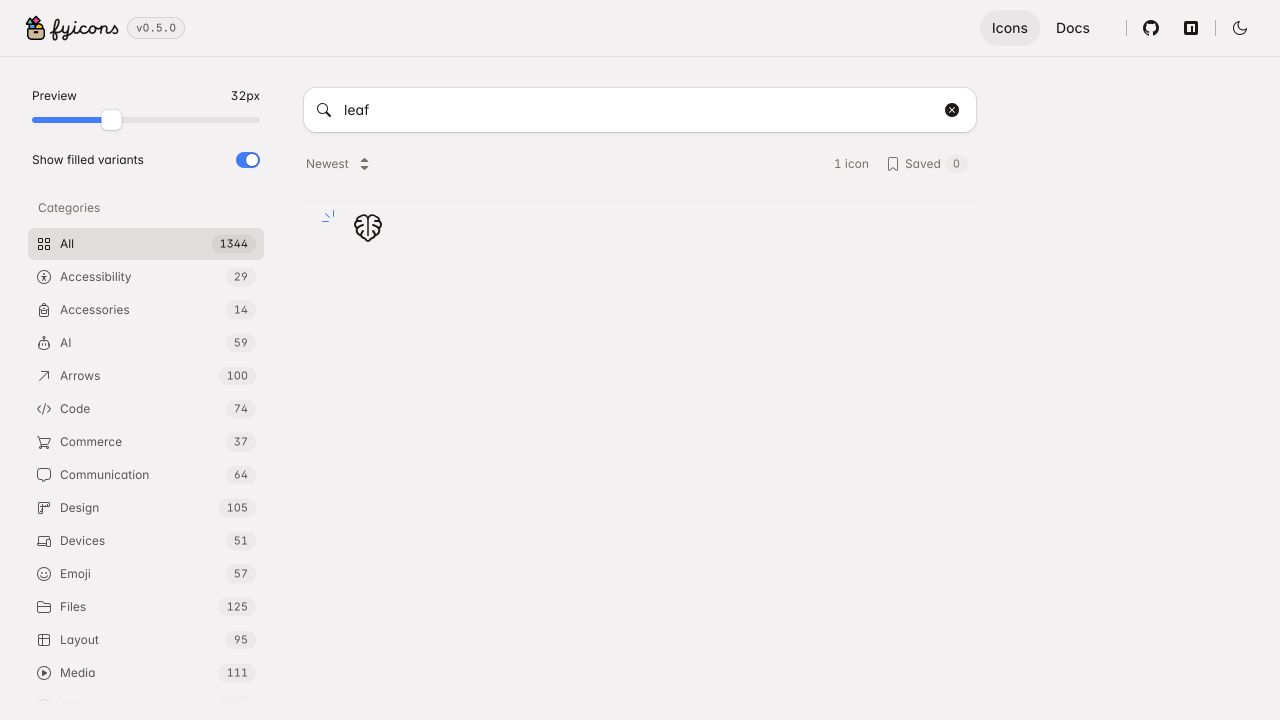 fyicons v0.5.0 Icons Docs
Preview 32px
leaf
Show filled variants
Newest 1 icon Saved 0
Categories
All 1344
Accessibility 29
Accessories 14
AI 59
Arrows 100
Code 74
Commerce 37
Communication 64
Design 105
Devices 51
Emoji 57
Files 125
Layout 95
Media 111